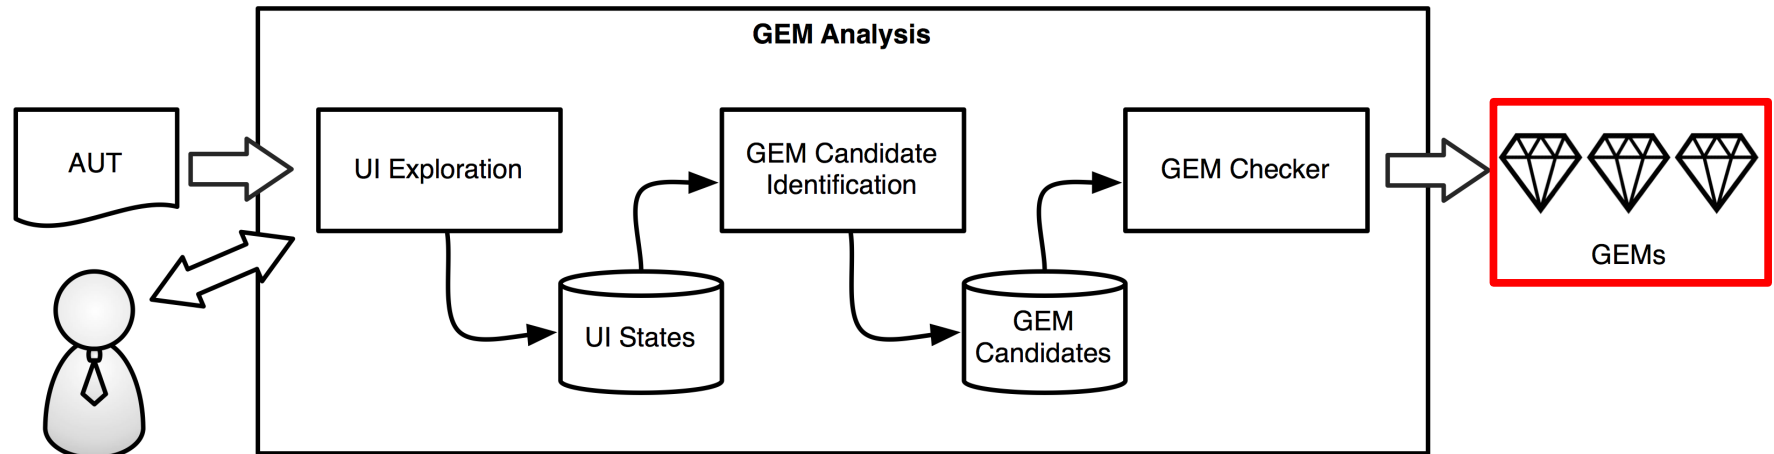 GEM Analysis
AUT
UI Exploration
GEM Candidate
Identification
GEM Checker
UI States
GEM
Candidates
GEMs